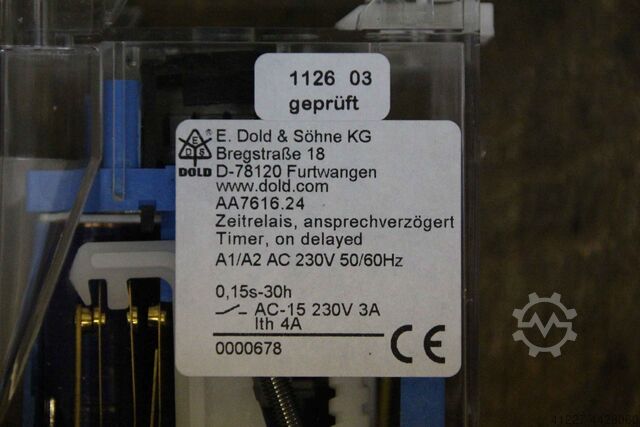 1126 03
geprüft
E. Dold & Söhne KG
Bregstraße 18
D-78120 Furtwangen
www.dold.com
AA7616.24
Zeitrelais, ansprechverzögert
Timer, on delayed
A1/A2 AC 230V 50/60Hz
0,15s-30h
AC-15 230V 3A
Ith 4A
0000678
E
D S
®
DOLD
CE